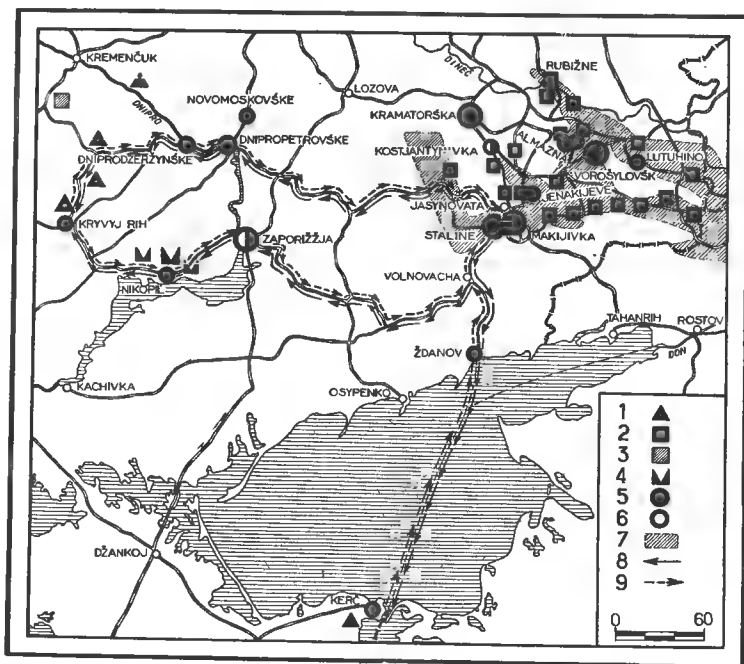 KREMENČUK
RUBIŽNE
DINEC
LOZOVA
DNIPRO
NOVOMOSKOVŠKE
KRAMATORŠKA
ALMAZNA
DNIPROPETROVŠKE
DNIPRODZERŽYNŠKE
KOSTJANTYNIVKA
LUTUHINO
VOROŠYLOVŠK
JENAKIJEVE
JASYNOVATA
KRYVYJ RIH
STALINE
MAKIJIVKA
ZAPORIŽŽJA
VOLNOVACHA
NIKOPIL
TAHANRIH
ROSTOV
DON
ŽDANOV
KACHIVKA
OSYPENKO
1
2
3
4
5
6
7
8
9
DŽANKOJ
KERČ
0 60